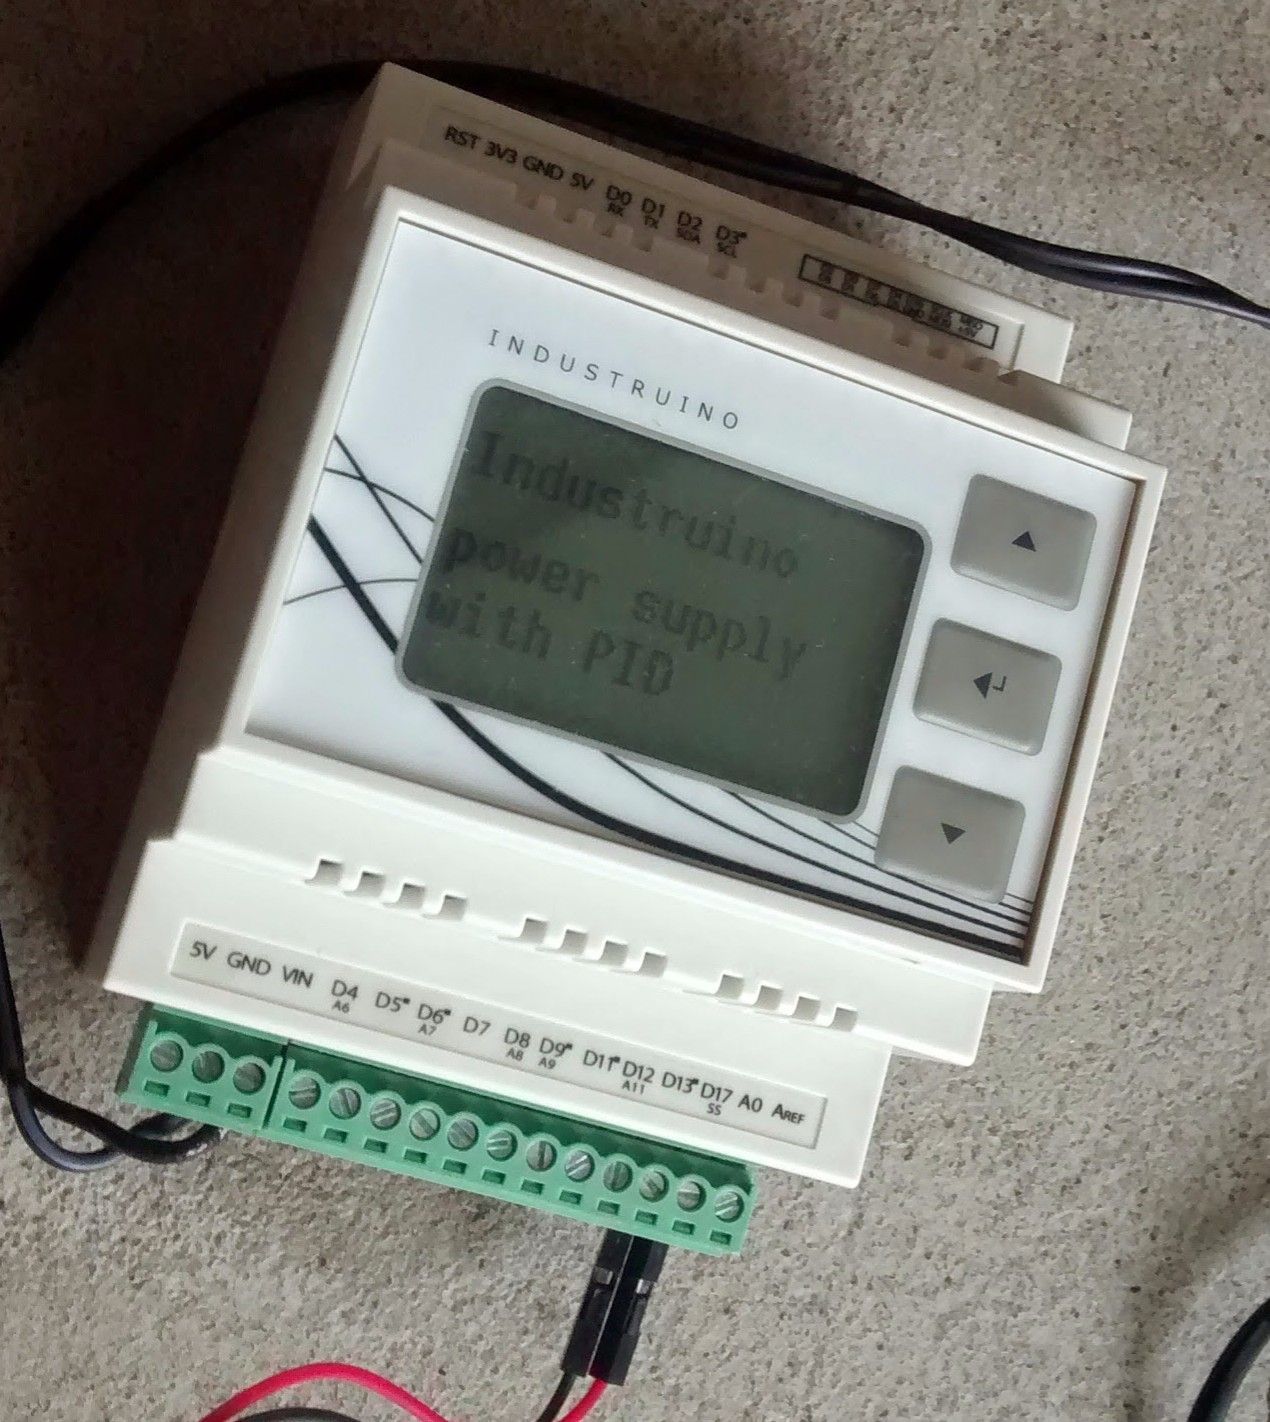 RST 3V3 GND 5V D0 D1 D2 D3*
RX TX SDA SCL
INDUSTRUINO
Industruino
power supply
with PID
5V GND VIN D4 D5* D6* D7 D8 D9* D11* D12 D13* D17 A0 AREF
A6 A7 A8 A9 A11 SS